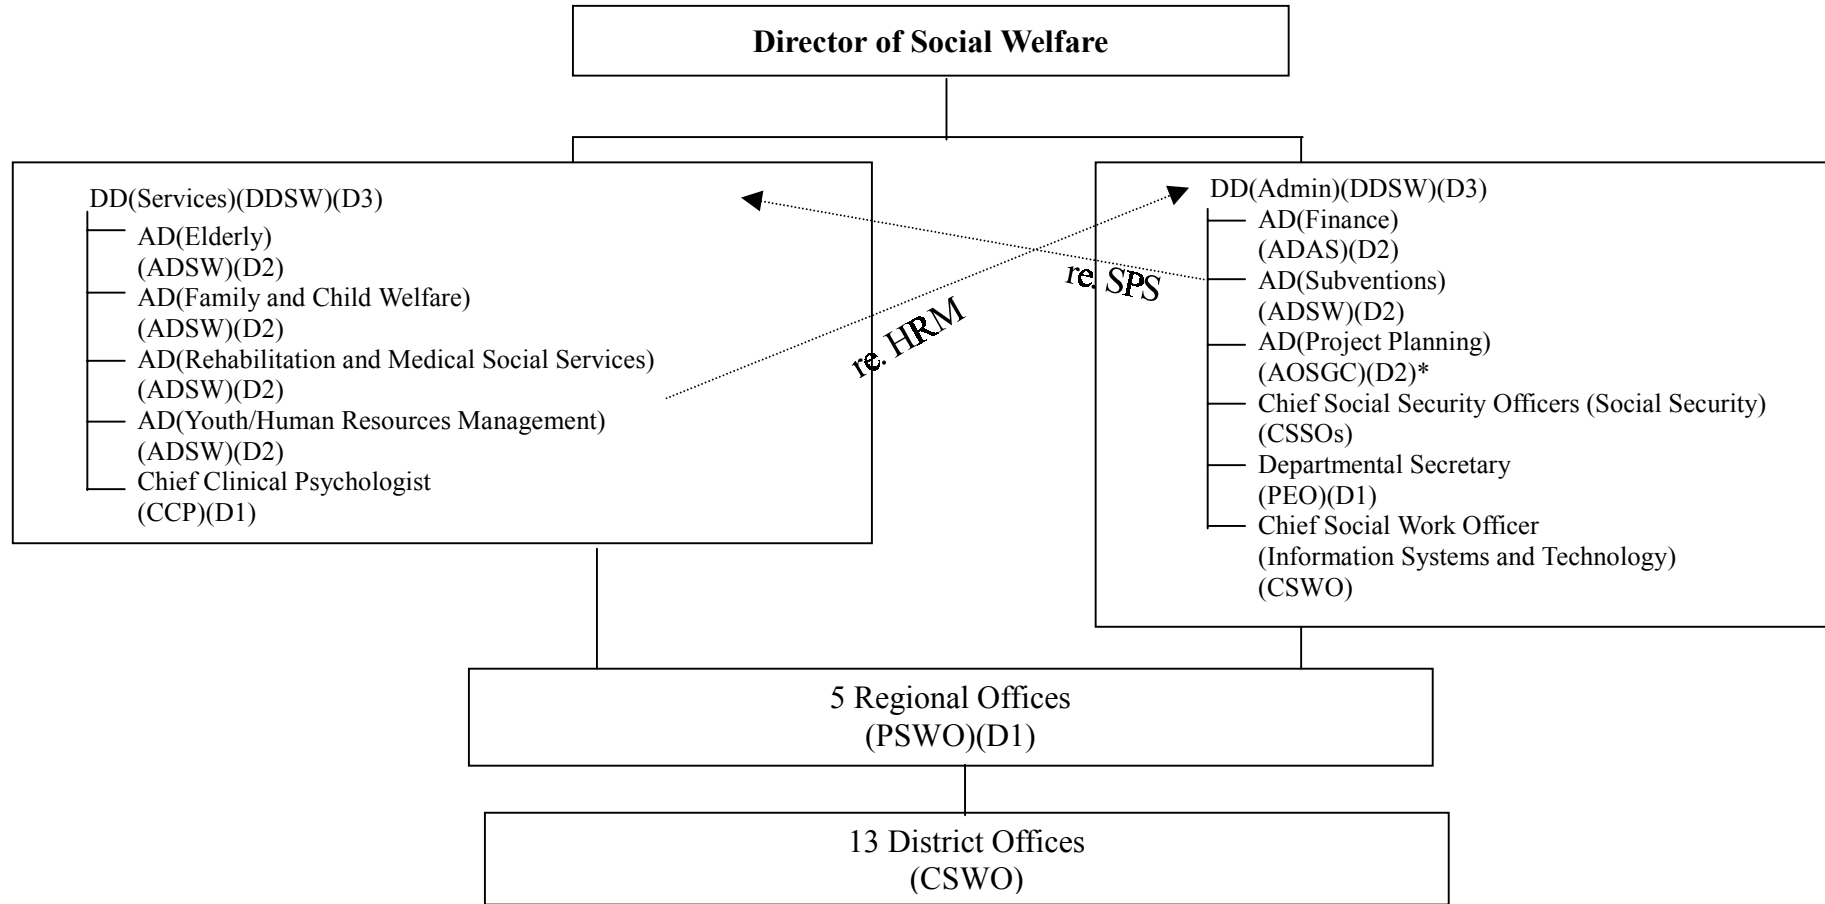 Director of Social Welfare
DD(Services)(DDSW)(D3)
AD(Elderly)
(ADSW)(D2)
AD(Family and Child Welfare)
(ADSW)(D2)
AD(Rehabilitation and Medical Social Services)
(ADSW)(D2)
AD(Youth/Human Resources Management)
(ADSW)(D2)
Chief Clinical Psychologist
(CCP)(D1)
re. HRM
re. SPS
DD(Admin)(DDSW)(D3)
AD(Finance)
(ADAS)(D2)
AD(Subventions)
(ADSW)(D2)
AD(Project Planning)
(AOSGC)(D2)*
Chief Social Security Officers (Social Security)
(CSSOs)
Departmental Secretary
(PEO)(D1)
Chief Social Work Officer
(Information Systems and Technology)
(CSWO)
5 Regional Offices
(PSWO)(D1)
13 District Offices
(CSWO)